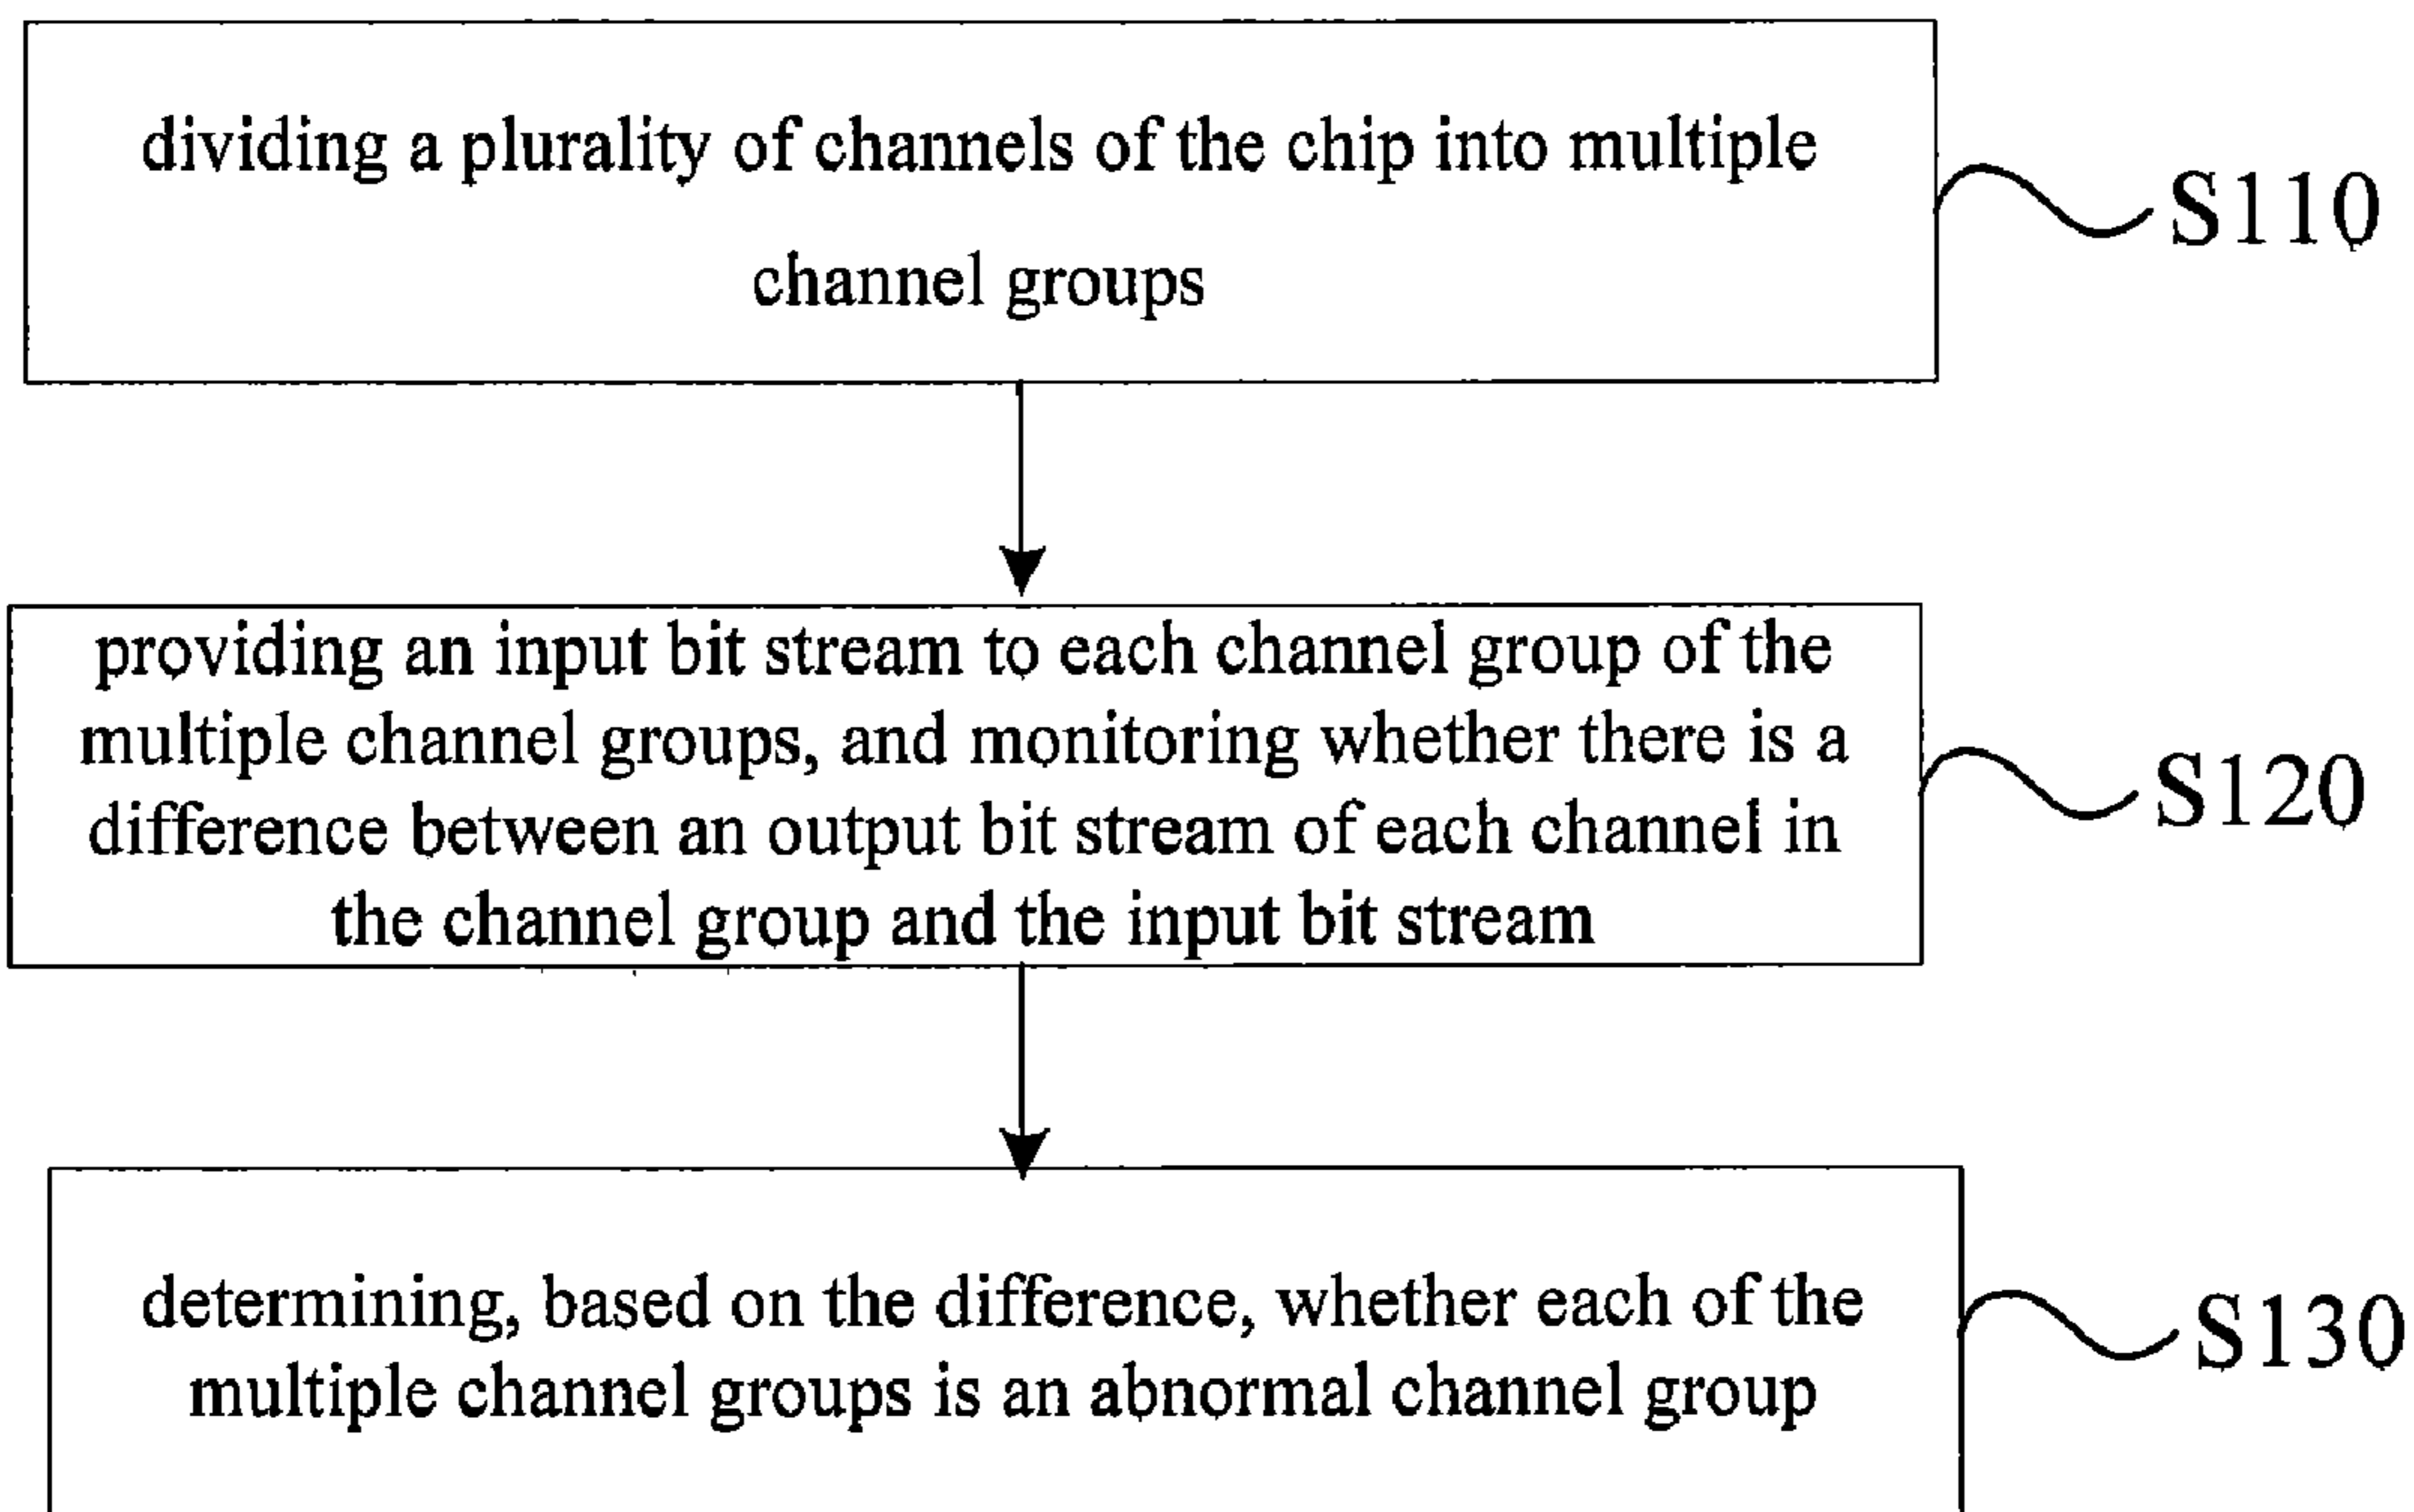 dividing a plurality of channels of the chip into multiple
channel groups
S110
providing an input bit stream to each channel group of the
multiple channel groups, and monitoring whether there is a
difference between an output bit stream of each channel in
the channel group and the input bit stream
S120
determining, based on the difference, whether each of the
multiple channel groups is an abnormal channel group
S130